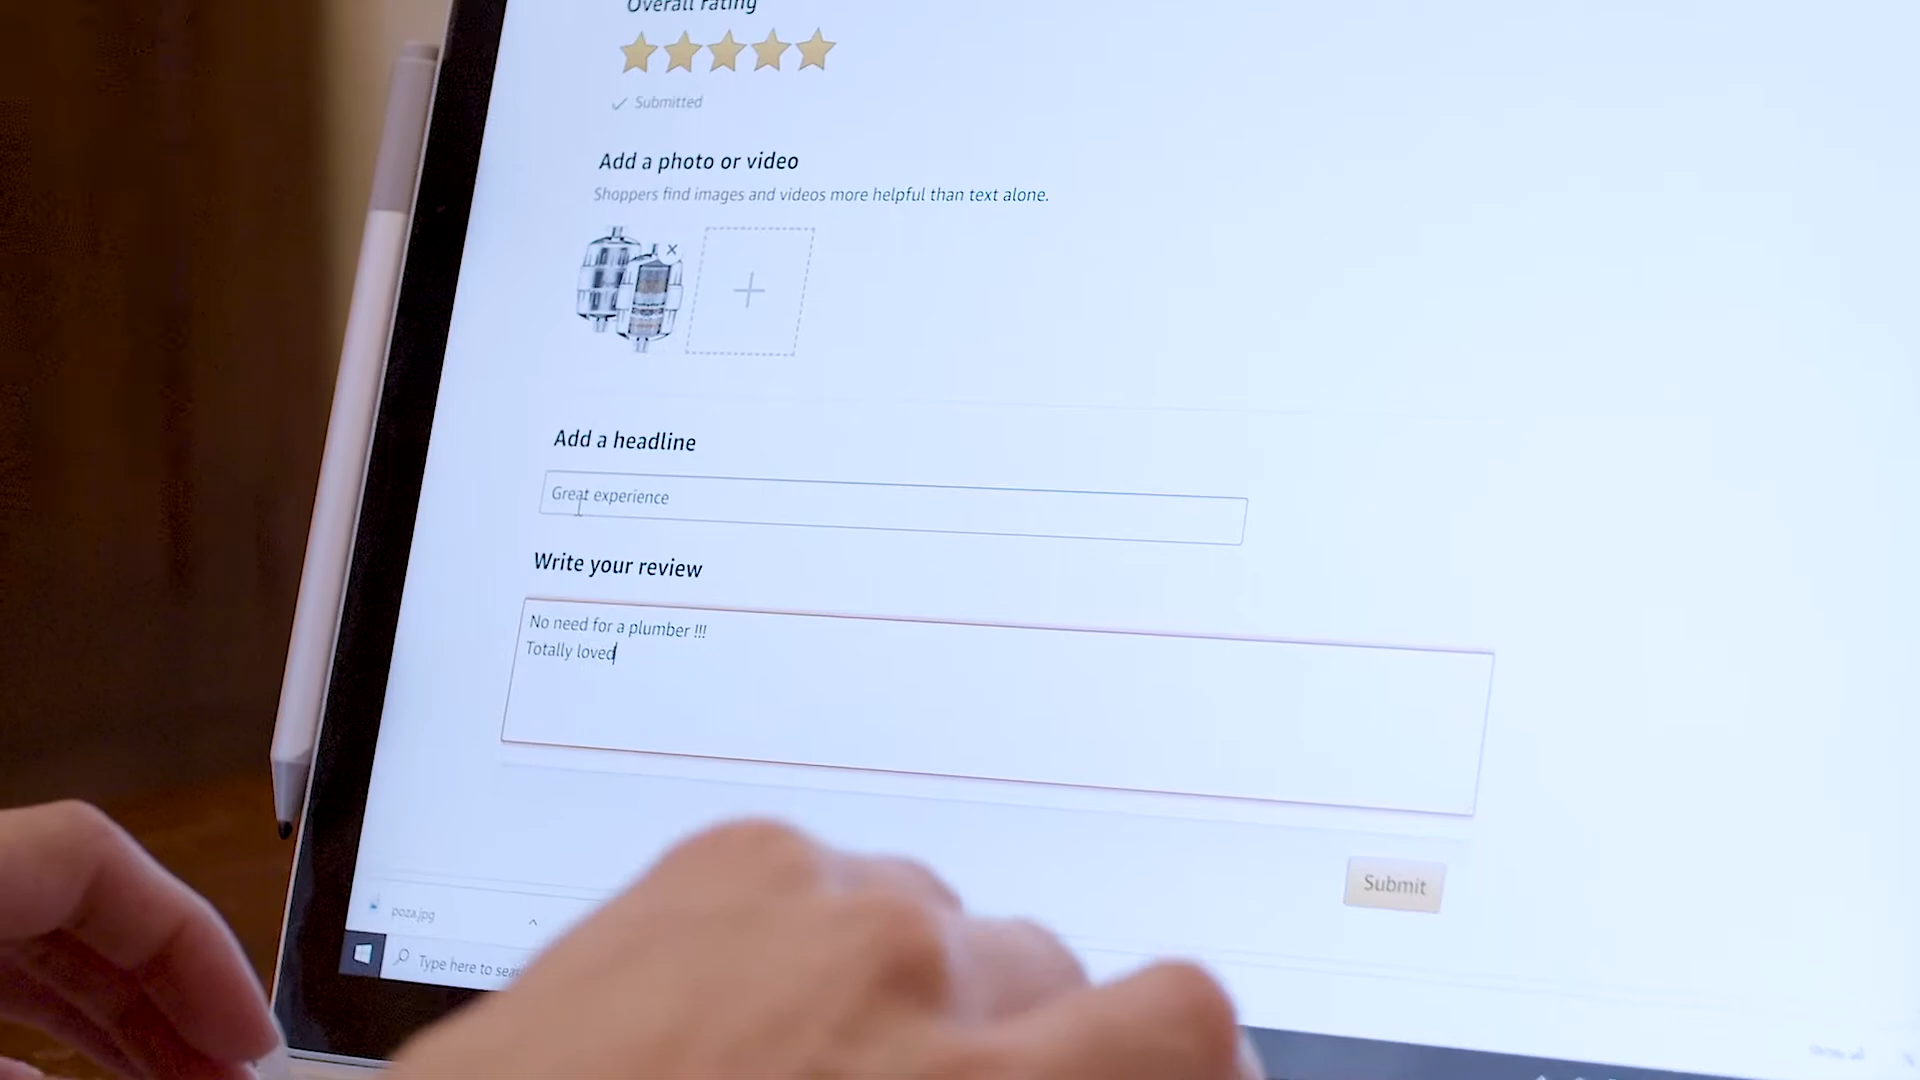 Overall rating
Submitted
Add a photo or video
Shoppers find images and videos more helpful than text alone.
x
Add a headline
Great experience
Write your review
No need for a plumber !!!
Totally loved
Submit
poza.jpg
Type here to sea